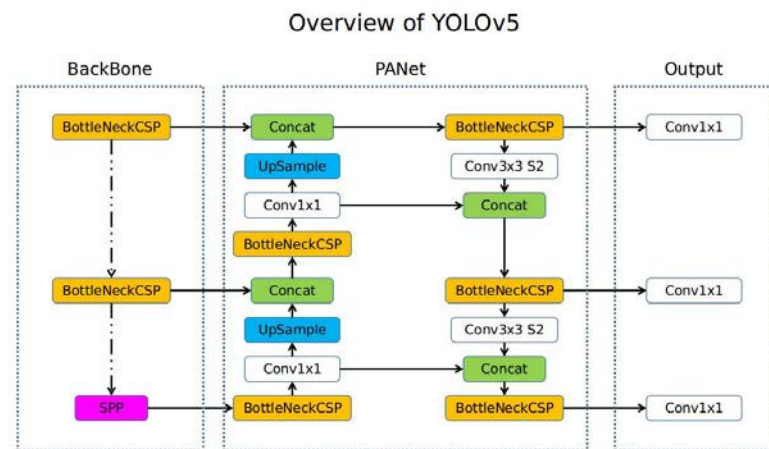 Overview of YOLOv5
BackBone
PANet
Output
BottleNeckCSP
Concat
BottleNeckCSP
Conv1x1
UpSample
Conv3x3 S2
Conv1x1
Concat
BottleNeckCSP
BottleNeckCSP
Concat
BottleNeckCSP
Conv1x1
UpSample
Conv3x3 S2
Conv1x1
Concat
SPP
BottleNeckCSP
BottleNeckCSP
Conv1x1